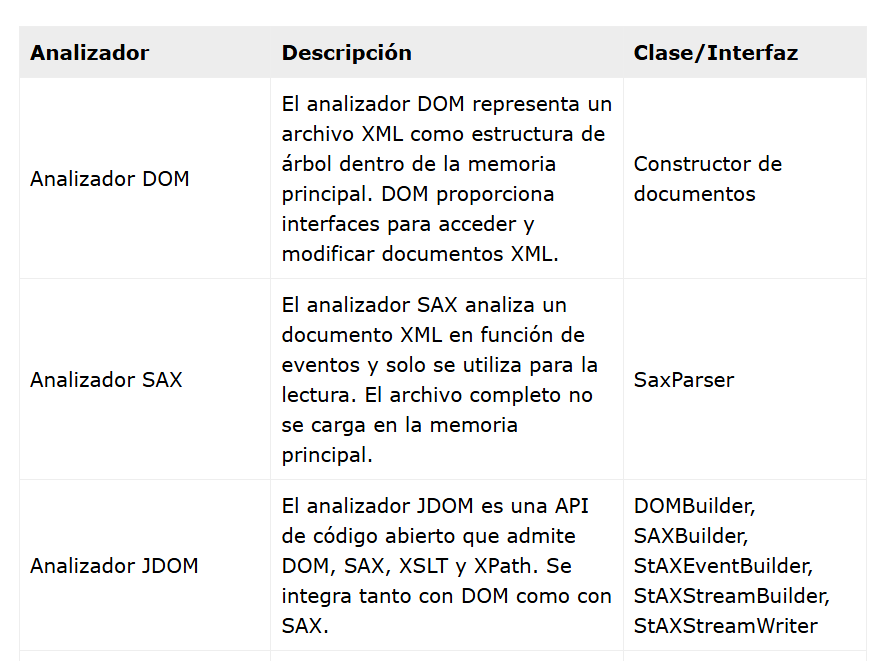 Analizador Descripción Clase/Interfaz
El analizador DOM representa un
archivo XML como estructura de
árbol dentro de la memoria
principal. DOM proporciona
interfaces para acceder y
modificar documentos XML.
Analizador DOM
Constructor de
documentos
El analizador SAX analiza un
documento XML en función de
eventos y solo se utiliza para la
lectura. El archivo completo no
se carga en la memoria
principal.
Analizador SAX
SaxParser
El analizador JDOM es una API
de código abierto que admite
DOM, SAX, XSLT y XPath. Se
integra tanto con DOM como con
SAX.
Analizador JDOM
DOMBuilder,
SAXBuilder,
StAXEventBuilder,
StAXStreamBuilder,
StAXStreamWriter